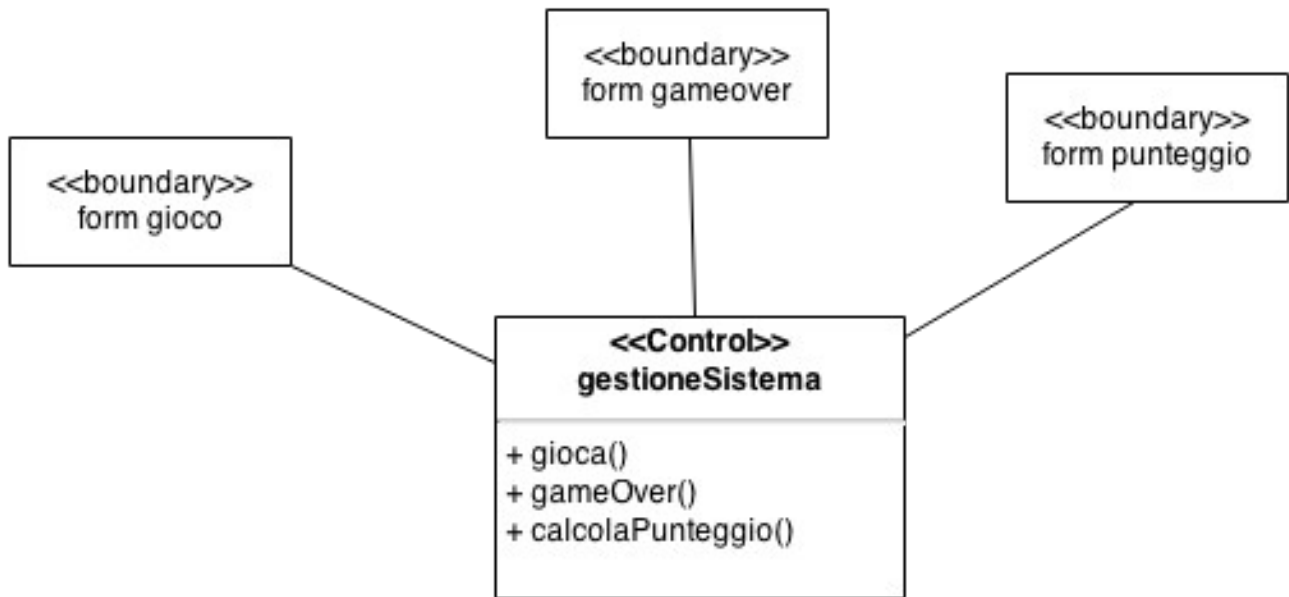 <<boundary>>
form gameover
<<boundary>>
form punteggio
<<boundary>>
form gioco
<<Control>>
gestioneSistema
+ gioca()
+ gameOver()
+ calcolaPunteggio()